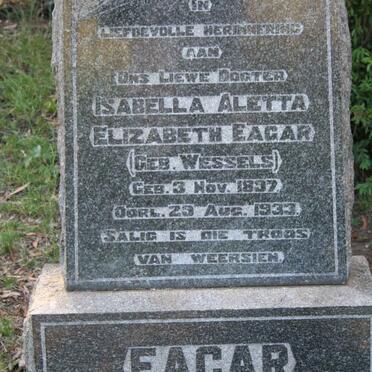 IN
LIEFDEVOLLE HERINNERING
AAN
ONS LIEWE DOGTER
ISABELLA ALETTA
ELIZABETH EAGAR
(GEB. WESSELS)
GEB. 3 NOV. 1897
OORL. 29 AUG. 1933.
SALIG IS DIE TROOS
VAN WEERSIEN.
EAGAR